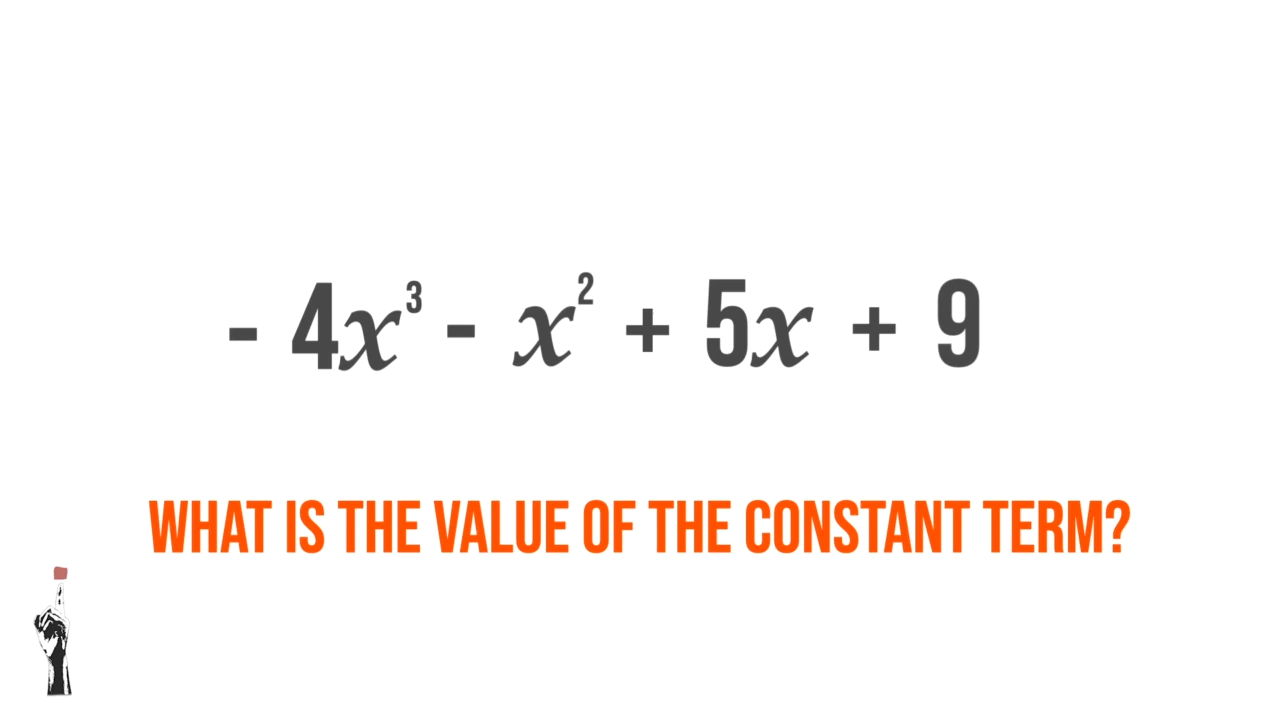 - 4x³ - x² + 5x + 9
WHAT IS THE VALUE OF THE CONSTANT TERM?